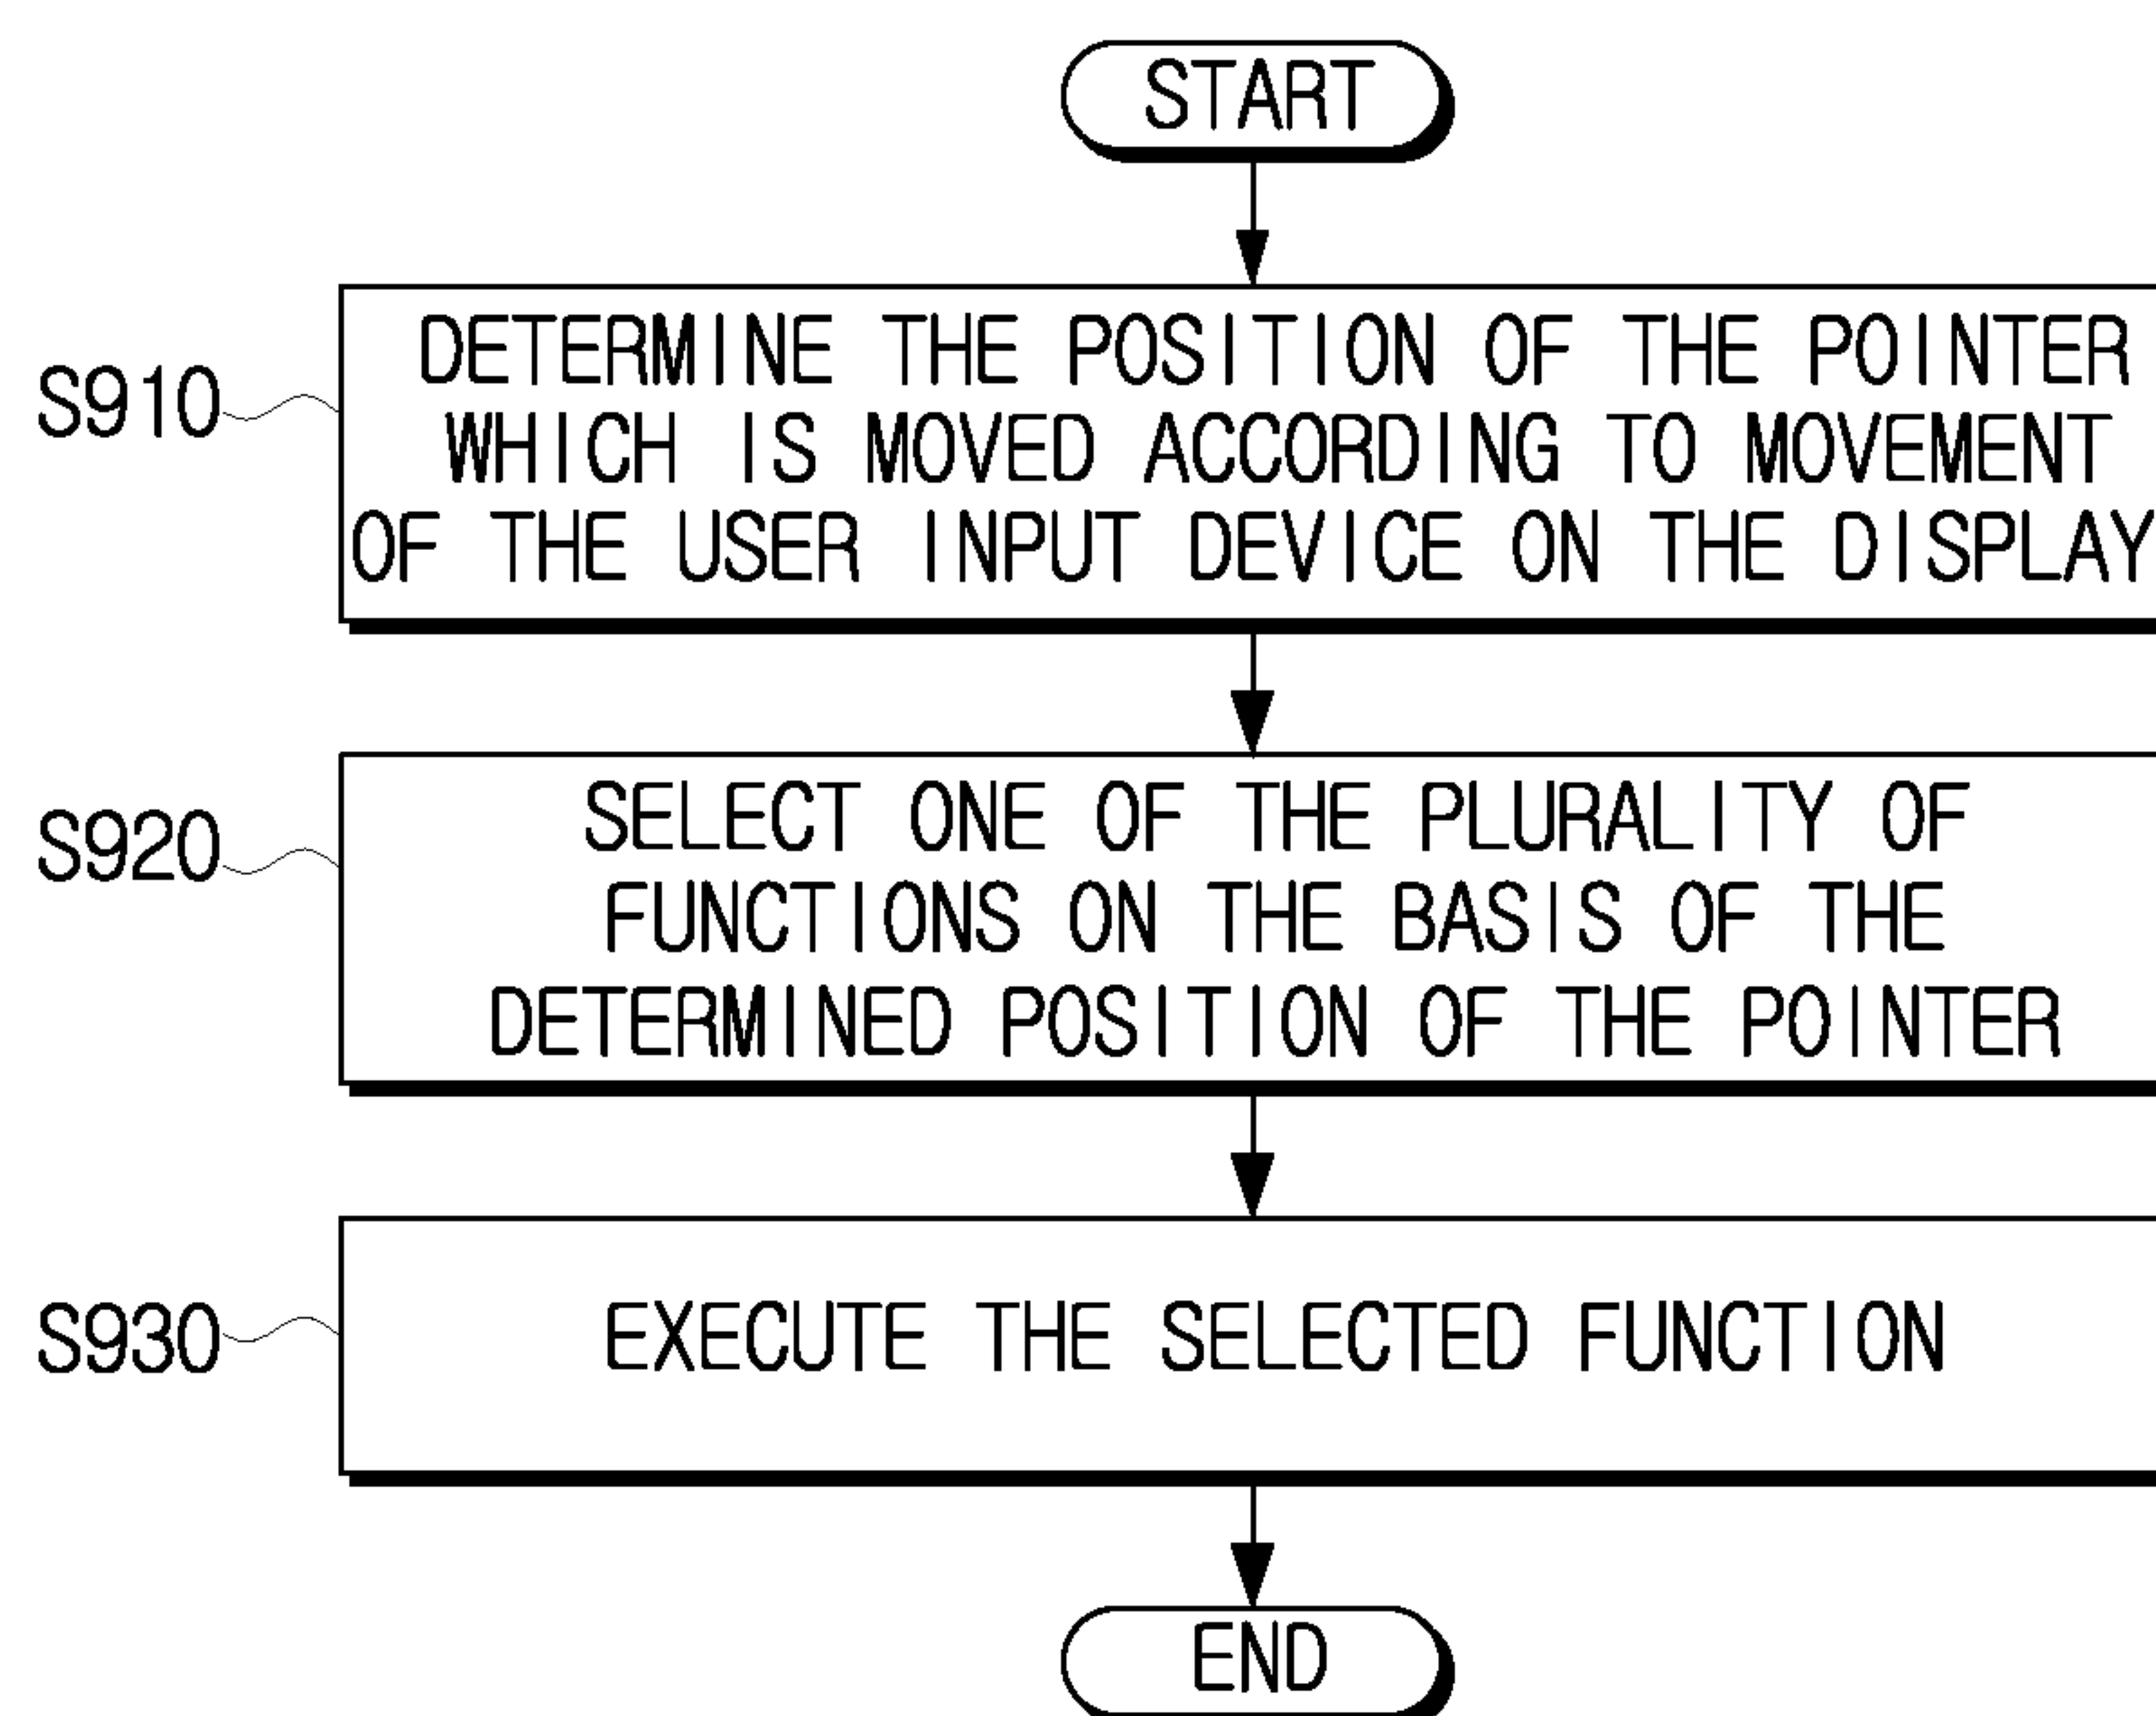 START
S910
DETERMINE THE POSITION OF THE POINTER
WHICH IS MOVED ACCORDING TO MOVEMENT
OF THE USER INPUT DEVICE ON THE DISPLAY
S920
SELECT ONE OF THE PLURALITY OF
FUNCTIONS ON THE BASIS OF THE
DETERMINED POSITION OF THE POINTER
S930
EXECUTE THE SELECTED FUNCTION
END